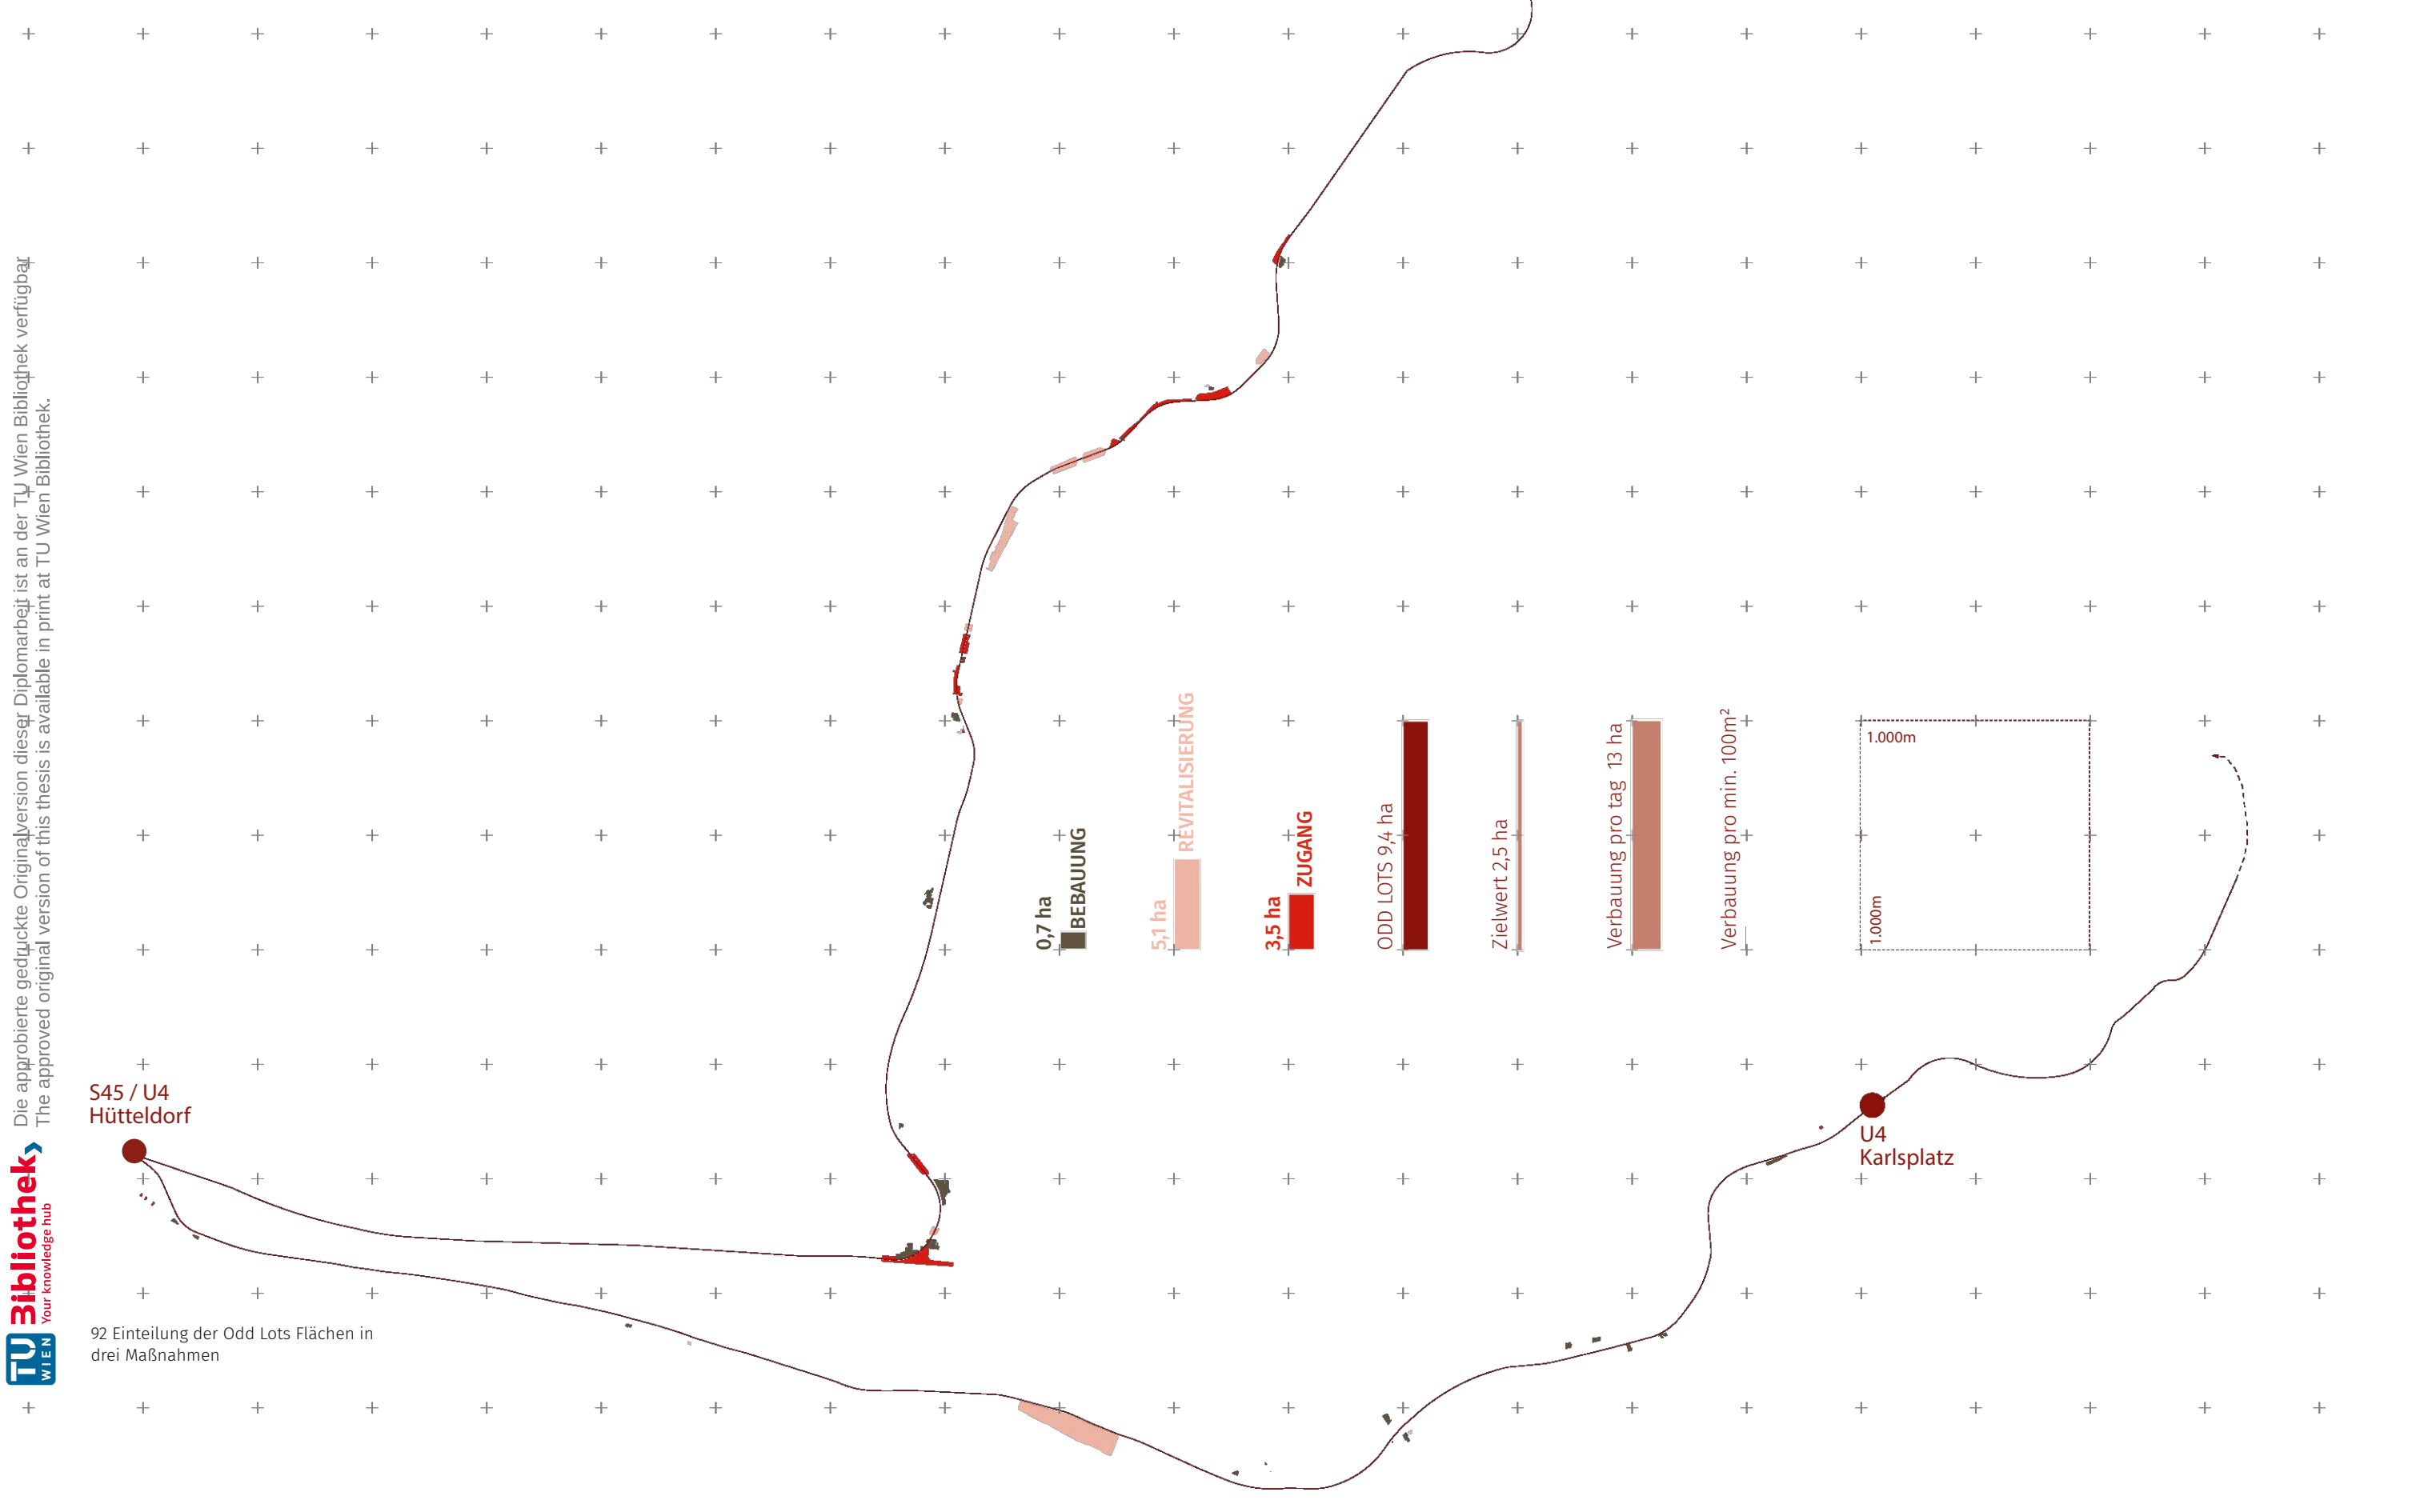 Die approbierte gedruckte Originalversion dieser Diplomarbeit ist an der TU Wien Bibliothek verfügbar
The approved original version of this thesis is available in print at TU Wien Bibliothek.
TU Bibliothek
WIEN Your knowledge hub
0,7 ha
BEBAUUNG
5,1 ha
REVITALISIERUNG
3,5 ha
ZUGANG
ODD LOTS 9,4 ha
Zielwert 2,5 ha
Verbauung pro tag 13 ha
Verbauung pro min. 100m²
1.000m
1.000m
S45 / U4
Hütteldorf
U4
Karlsplatz
92 Einteilung der Odd Lots Flächen in
drei Maßnahmen